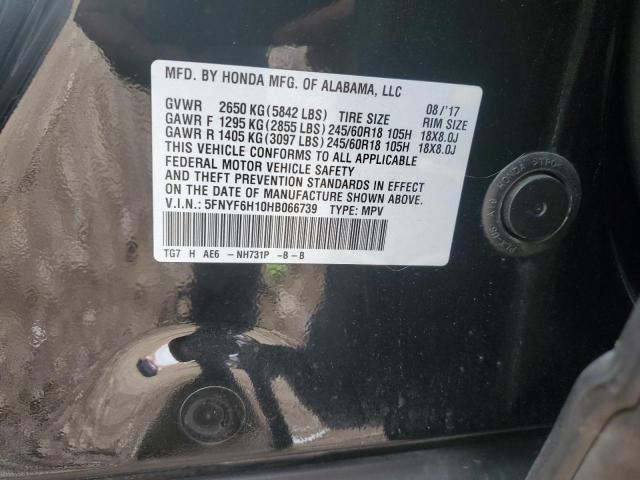 MFD. BY HONDA MFG. OF ALABAMA, LLC
08/'17
GVWR 2650 KG (5842 LBS) TIRE SIZE RIM SIZE
GAWR F 1295 KG (2855 LBS) 245/60R18 105H 18X8.0J
GAWR R 1405 KG (3097 LBS) 245/60R18 105H 18X8.0J
THIS VEHICLE CONFORMS TO ALL APPLICABLE
FEDERAL MOTOR VEHICLE SAFETY
AND THEFT PREVENTION STANDARDS IN EFFECT
ON THE DATE OF MANUFACTURE SHOWN ABOVE.
V.I.N.: 5FNYF6H10HB066739 TYPE: MPV
TG7 H AE6 -NH731P -B-B
HONDA